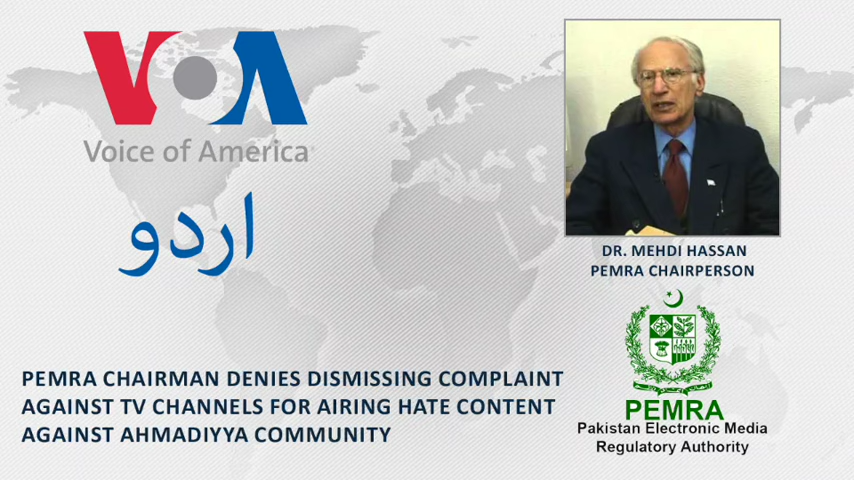 VOA
Voice of America
اردو
DR. MEHDI HASSAN
PEMRA CHAIRPERSON
PEMRA
Pakistan Electronic Media
Regulatory Authority
PEMRA CHAIRMAN DENIES DISMISSING COMPLAINT
AGAINST TV CHANNELS FOR AIRING HATE CONTENT
AGAINST AHMADIYYA COMMUNITY